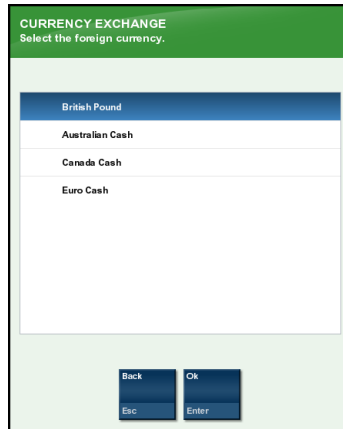 CURRENCY EXCHANGE
Select the foreign currency.
British Pound
Australian Cash
Canada Cash
Euro Cash
Back Ok
Esc Enter